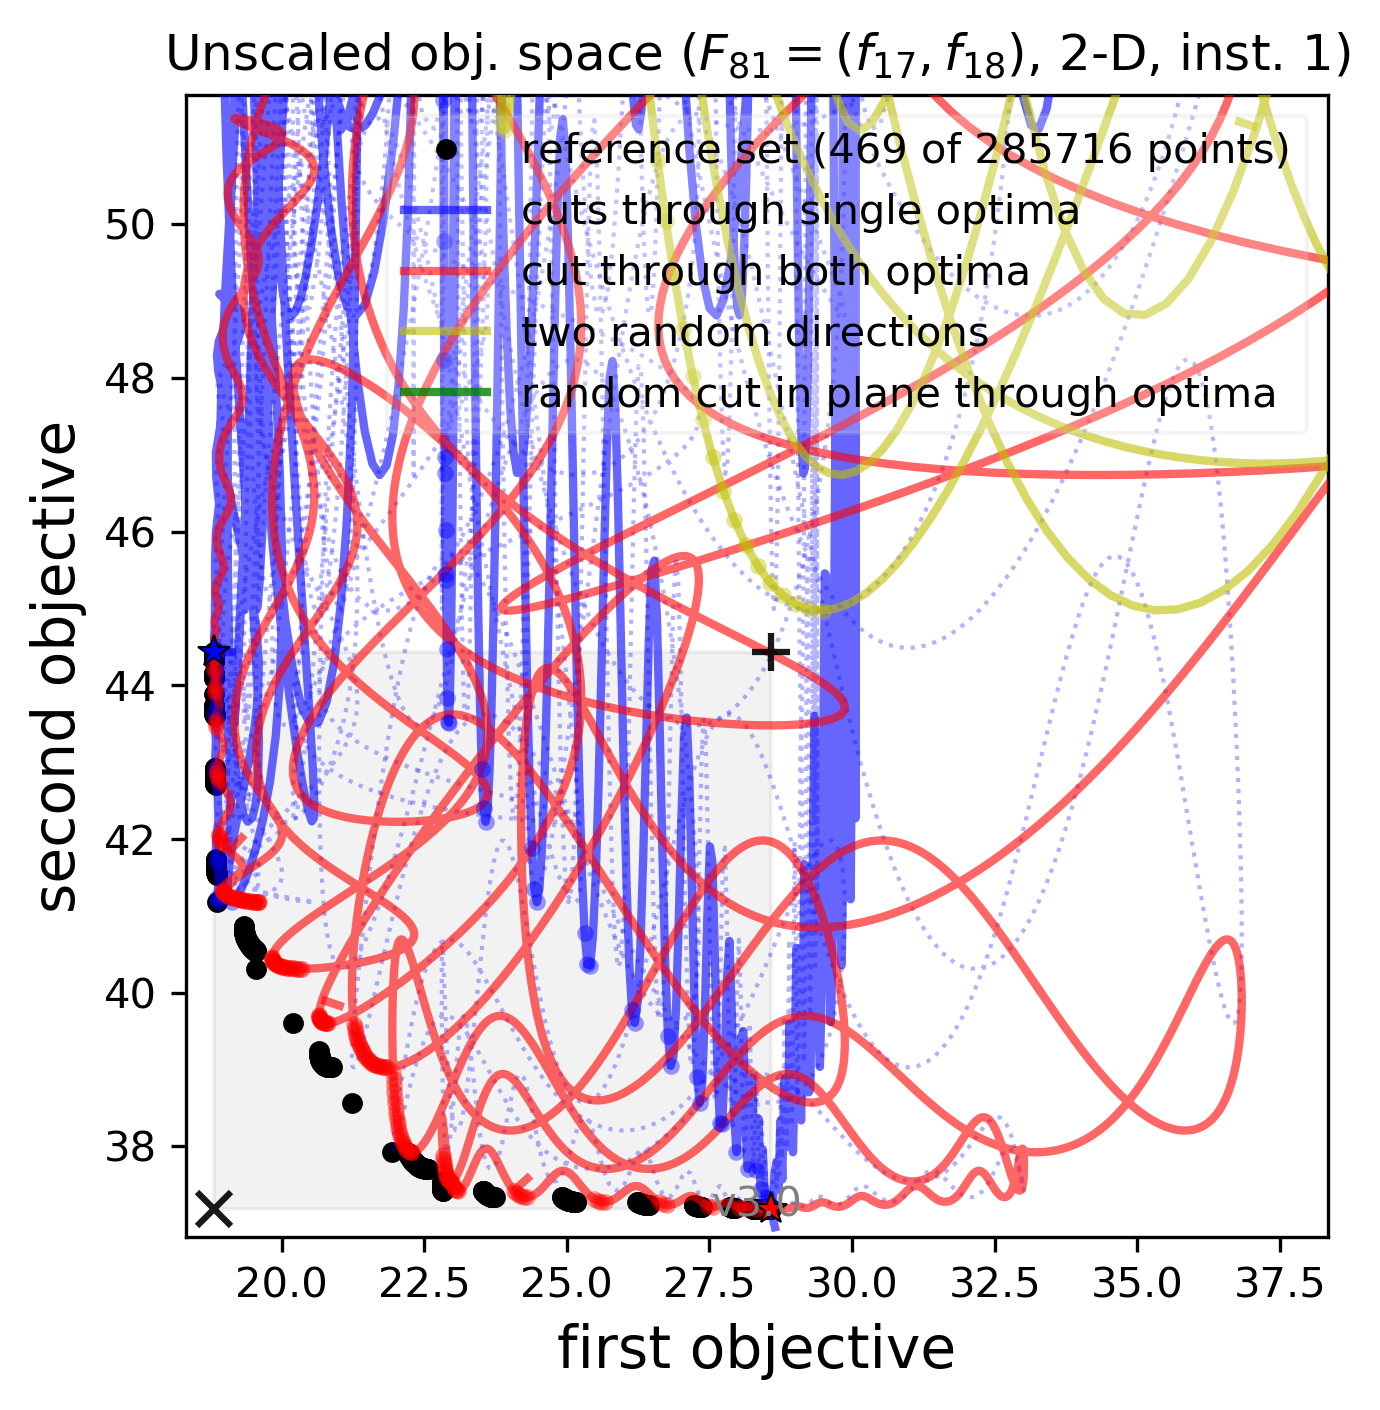 Unscaled obj. space (F81 = (f17, f18), 2-D, inst. 1)
reference set (469 of 285716 points)
cuts through single optima
cut through both optima
two random directions
random cut in plane through optima
50
48
46
44
42
40
38
second objective
v3.0
20.0 22.5 25.0 27.5 30.0 32.5 35.0 37.5
first objective